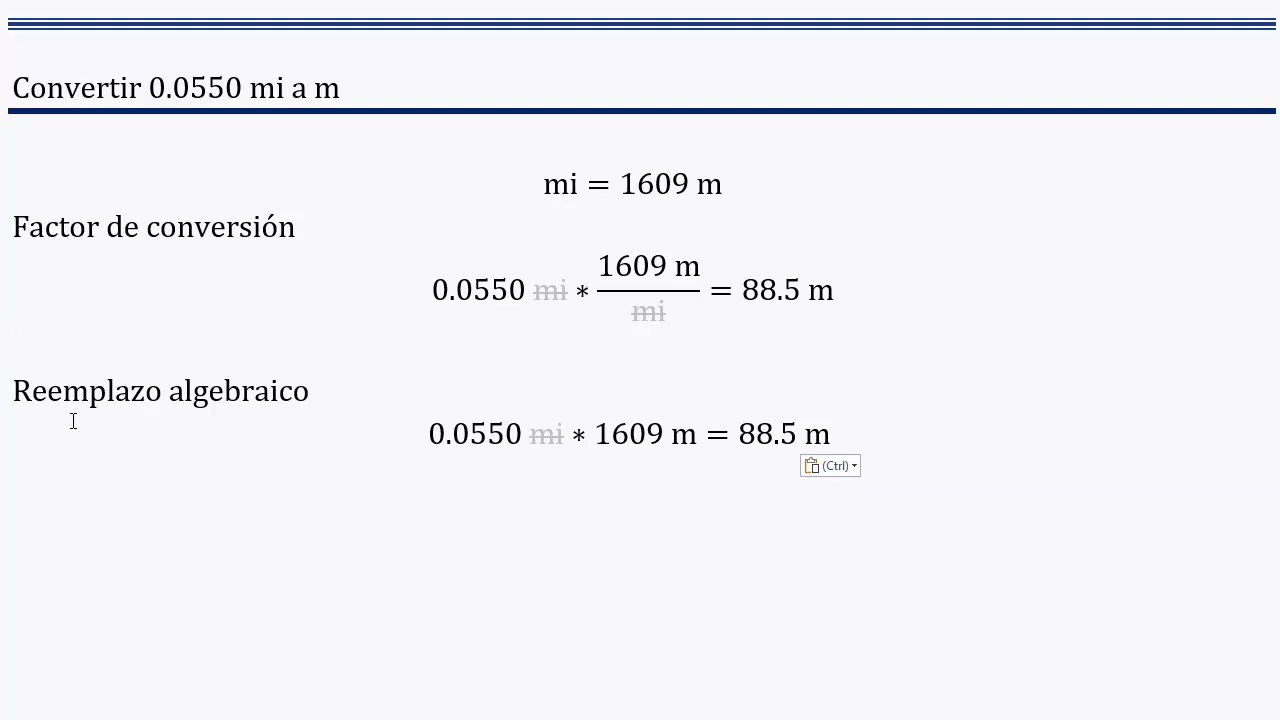 Convertir 0.0550 mi a m
mi = 1609 m
Factor de conversión
0.0550 mi ∗ 1609 m / mi = 88.5 m
Reemplazo algebraico
0.0550 mi ∗ 1609 m = 88.5 m
(Ctrl)